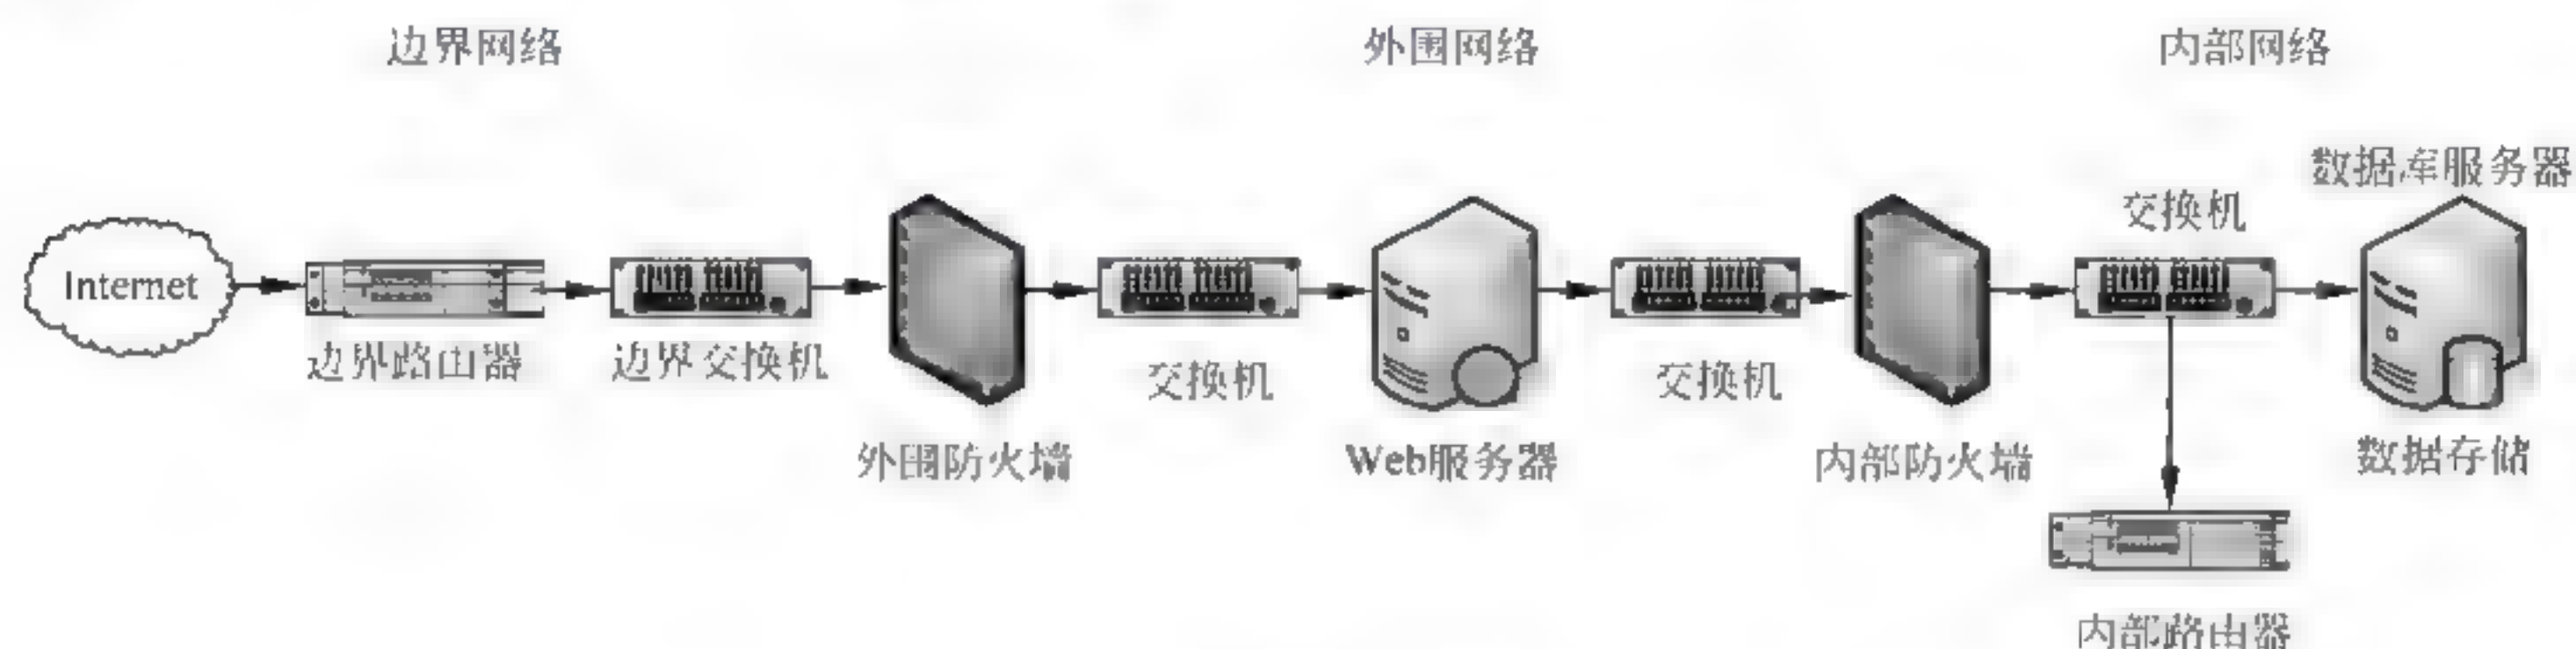 边界网络
外围网络
内部网络
数据库服务器
交换机
Internet
边界路由器
边界交换机
交换机
交换机
外围防火墙
Web服务器
内部防火墙
数据存储
内部路由器